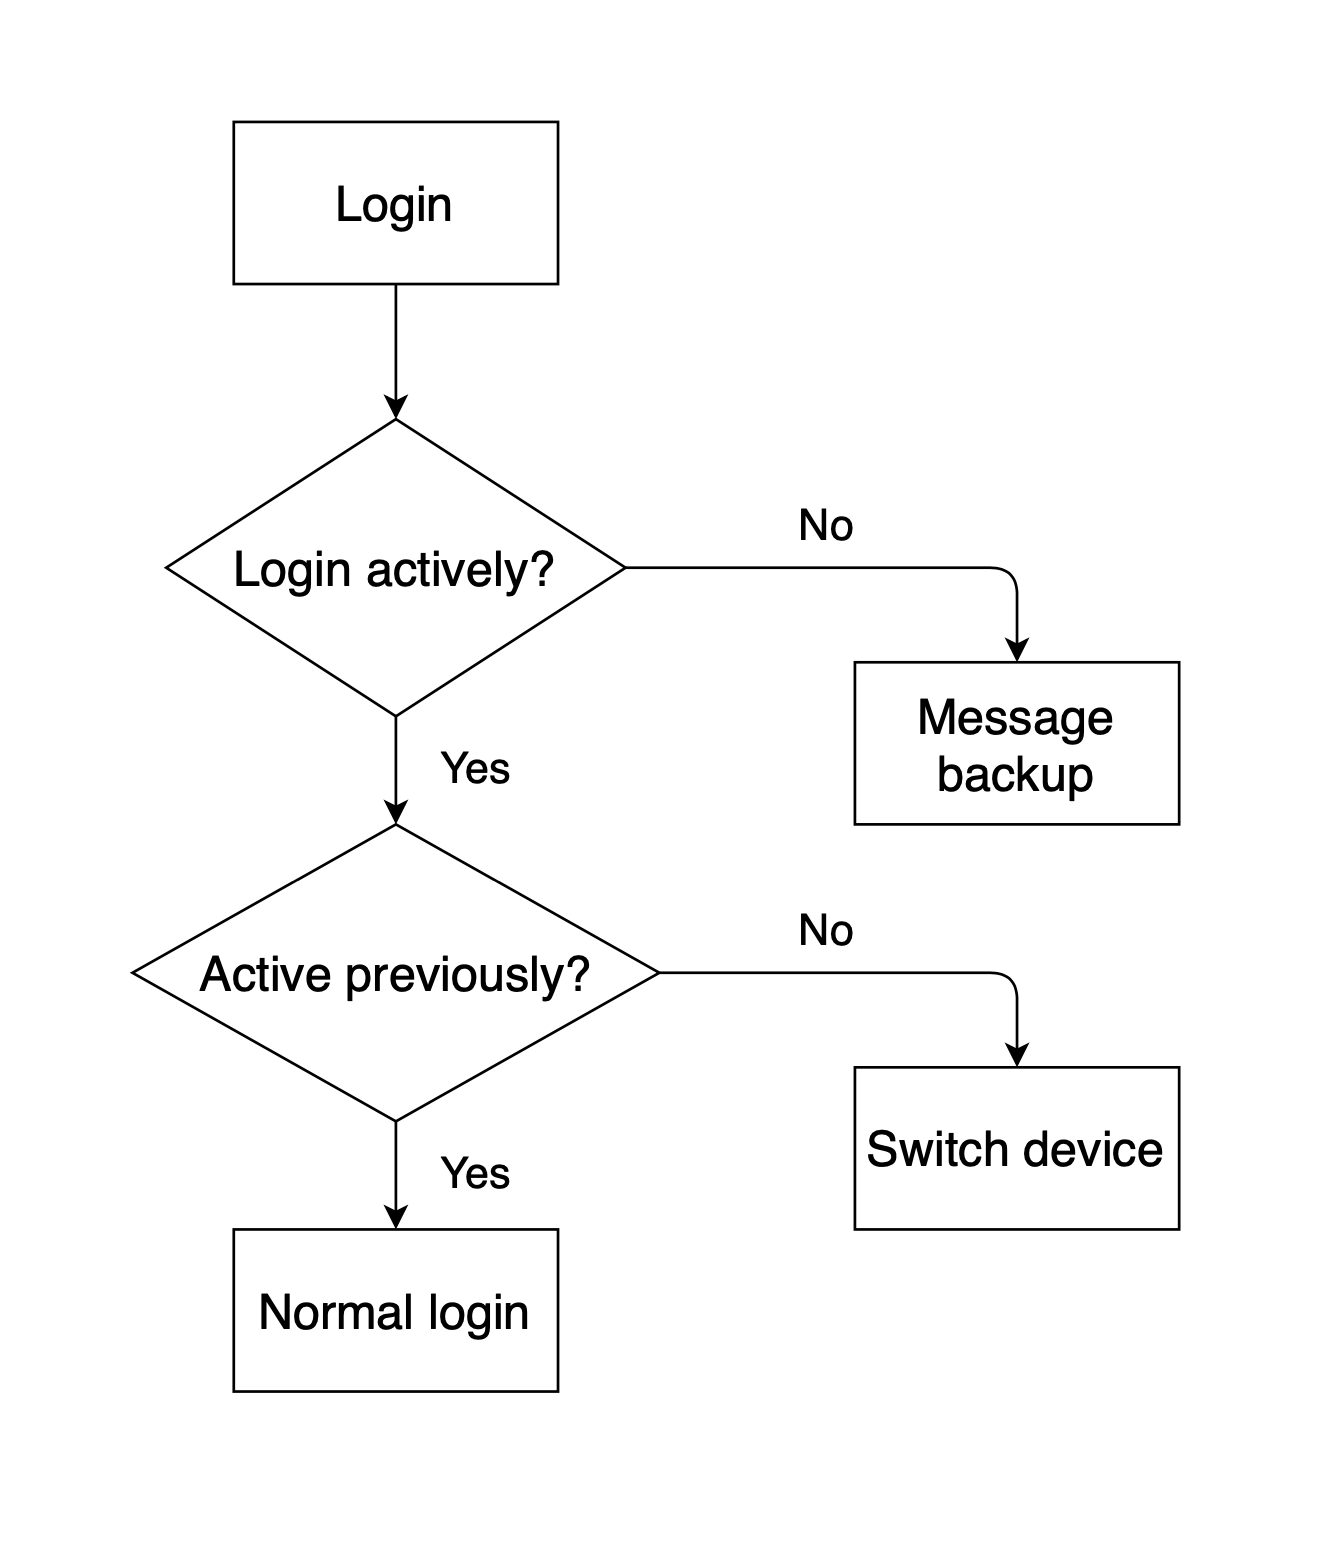 Login
Login actively?
No
Message
backup
Yes
Active previously?
No
Switch device
Yes
Normal login